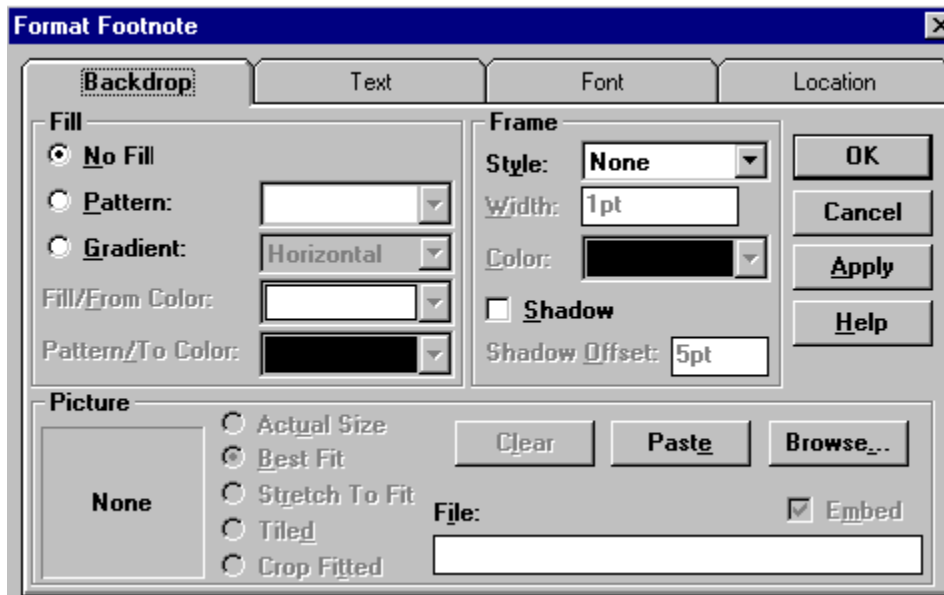 Format Footnote
Backdrop Text Font Location
Fill
No Fill
Pattern:
Gradient: Horizontal
Fill/From Color:
Pattern/To Color:
Frame
Style: None
Width: 1pt
Color:
Shadow
Shadow Offset: 5pt
OK
Cancel
Apply
Help
Picture
None
Actual Size
Best Fit
Stretch To Fit
Tiled
Crop Fitted
Clear Paste Browse...
File: Embed